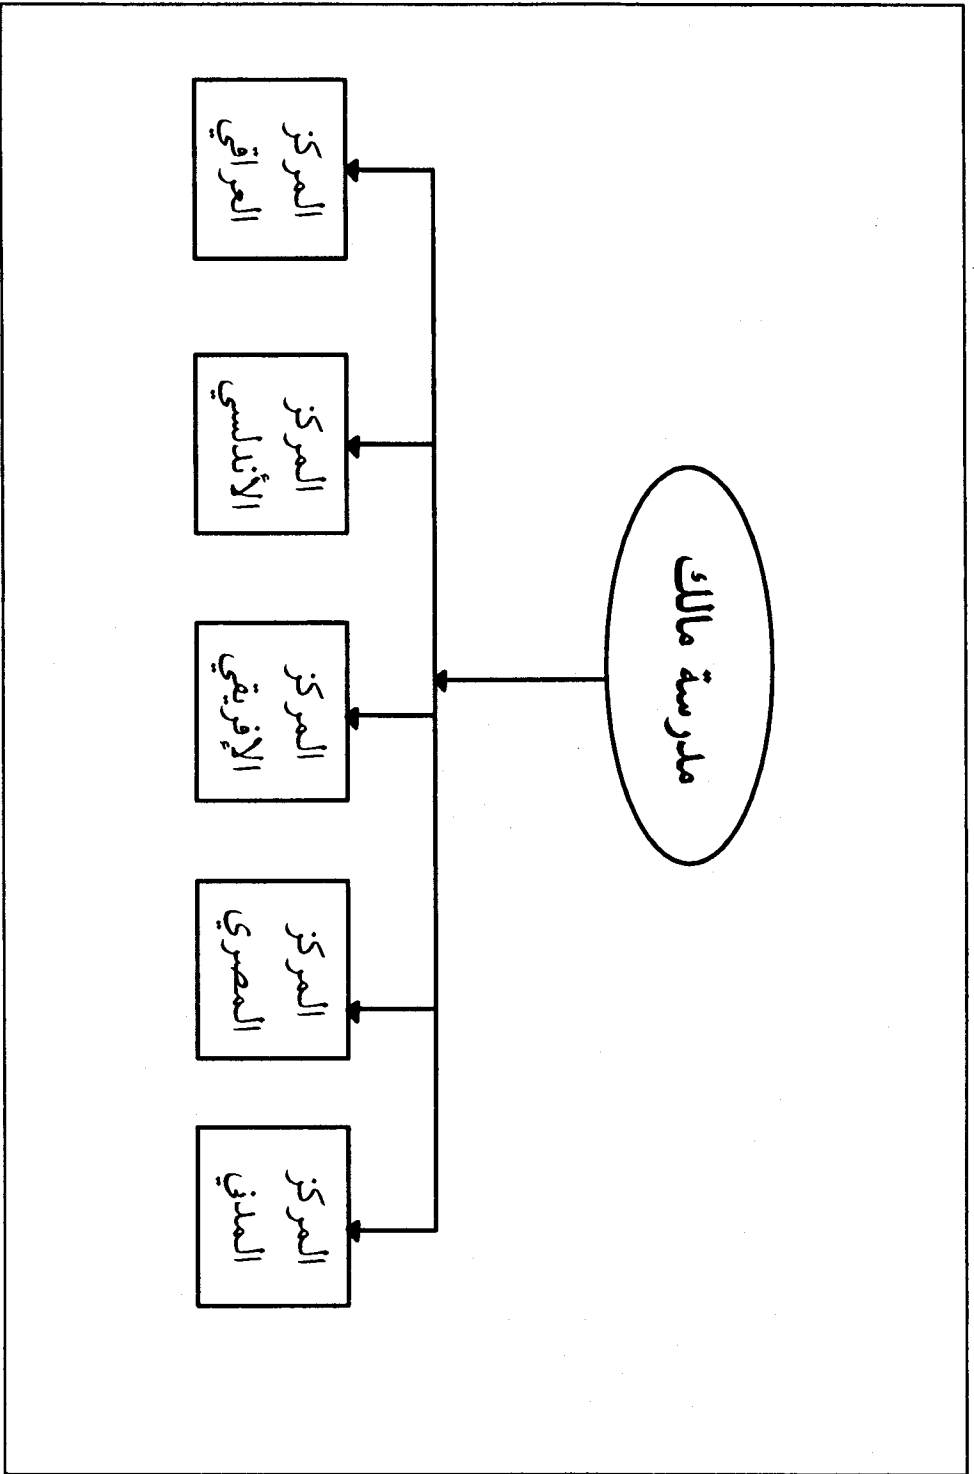 مدرسة مالك
المركز
المدني
المركز
المصري
المركز
الإفريقي
المركز
الأندلسي
المركز
العراقي